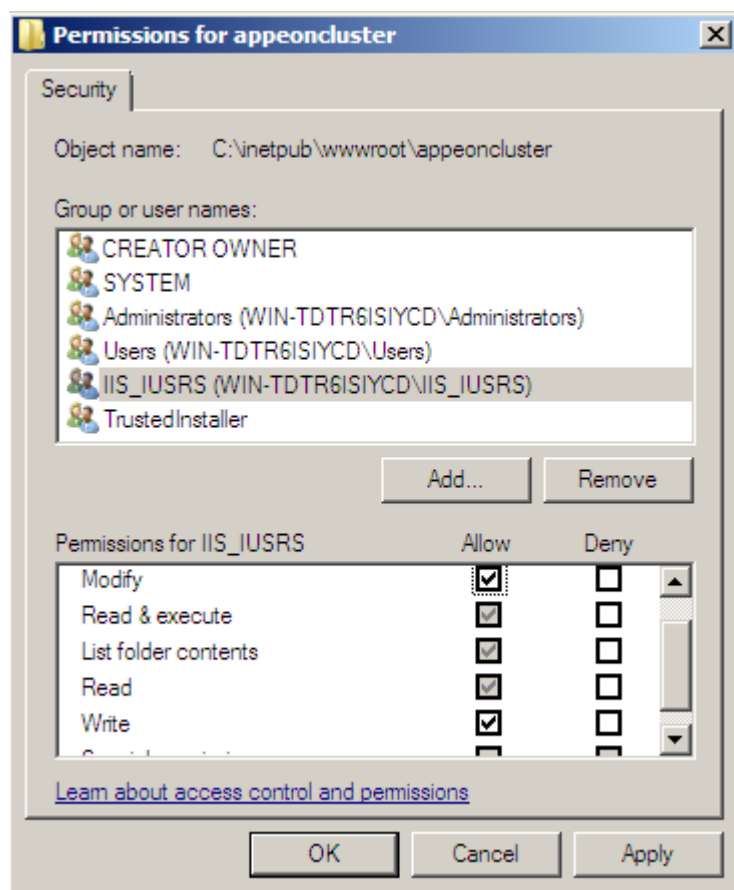 Permissions for appeoncluster
Security
Object name: C:\inetpub\wwwroot\appeoncluster
Group or user names:
CREATOR OWNER
SYSTEM
Administrators (WIN-TDTR6ISIYCD\Administrators)
Users (WIN-TDTR6ISIYCD\Users)
IIS_IUSRS (WIN-TDTR6ISIYCD\IIS_IUSRS)
TrustedInstaller
Add... Remove
Permissions for IIS_IUSRS Allow Deny
Modify
Read & execute
List folder contents
Read
Write
Learn about access control and permissions
OK Cancel Apply